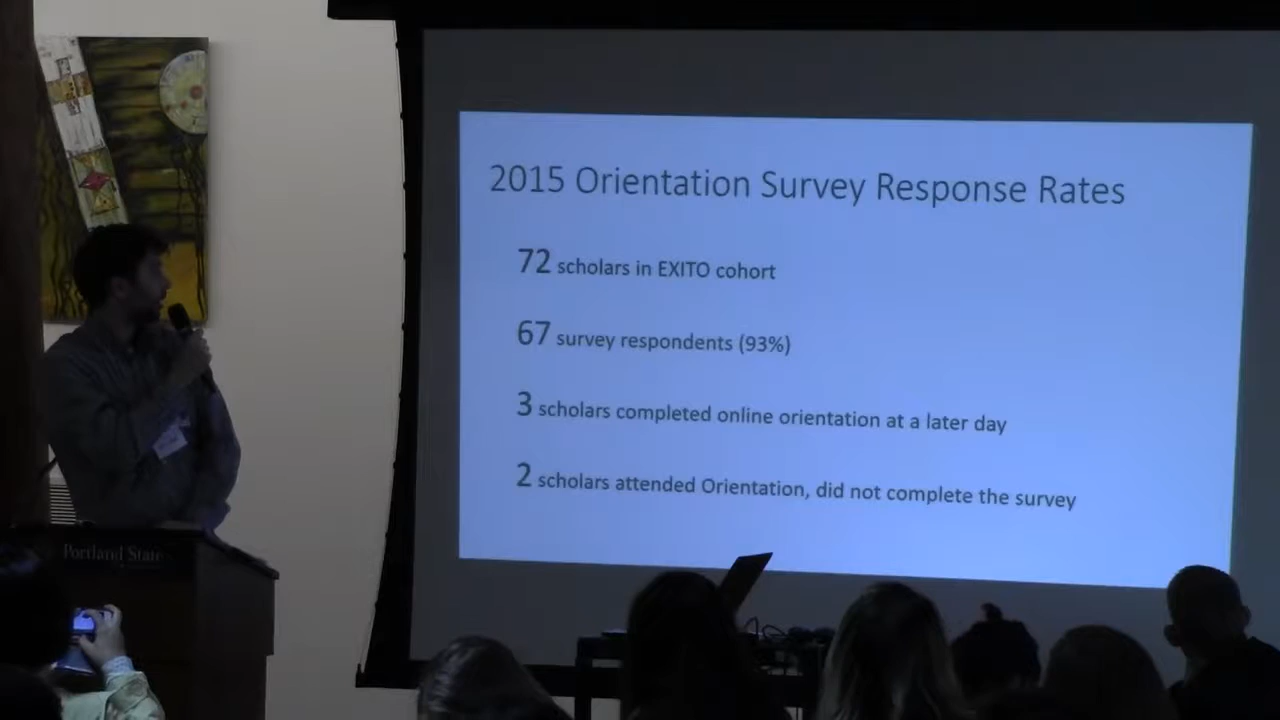 2015 Orientation Survey Response Rates
72 scholars in EXITO cohort
67 survey respondents (93%)
3 scholars completed online orientation at a later day
2 scholars attended Orientation, did not complete the survey
Portland State